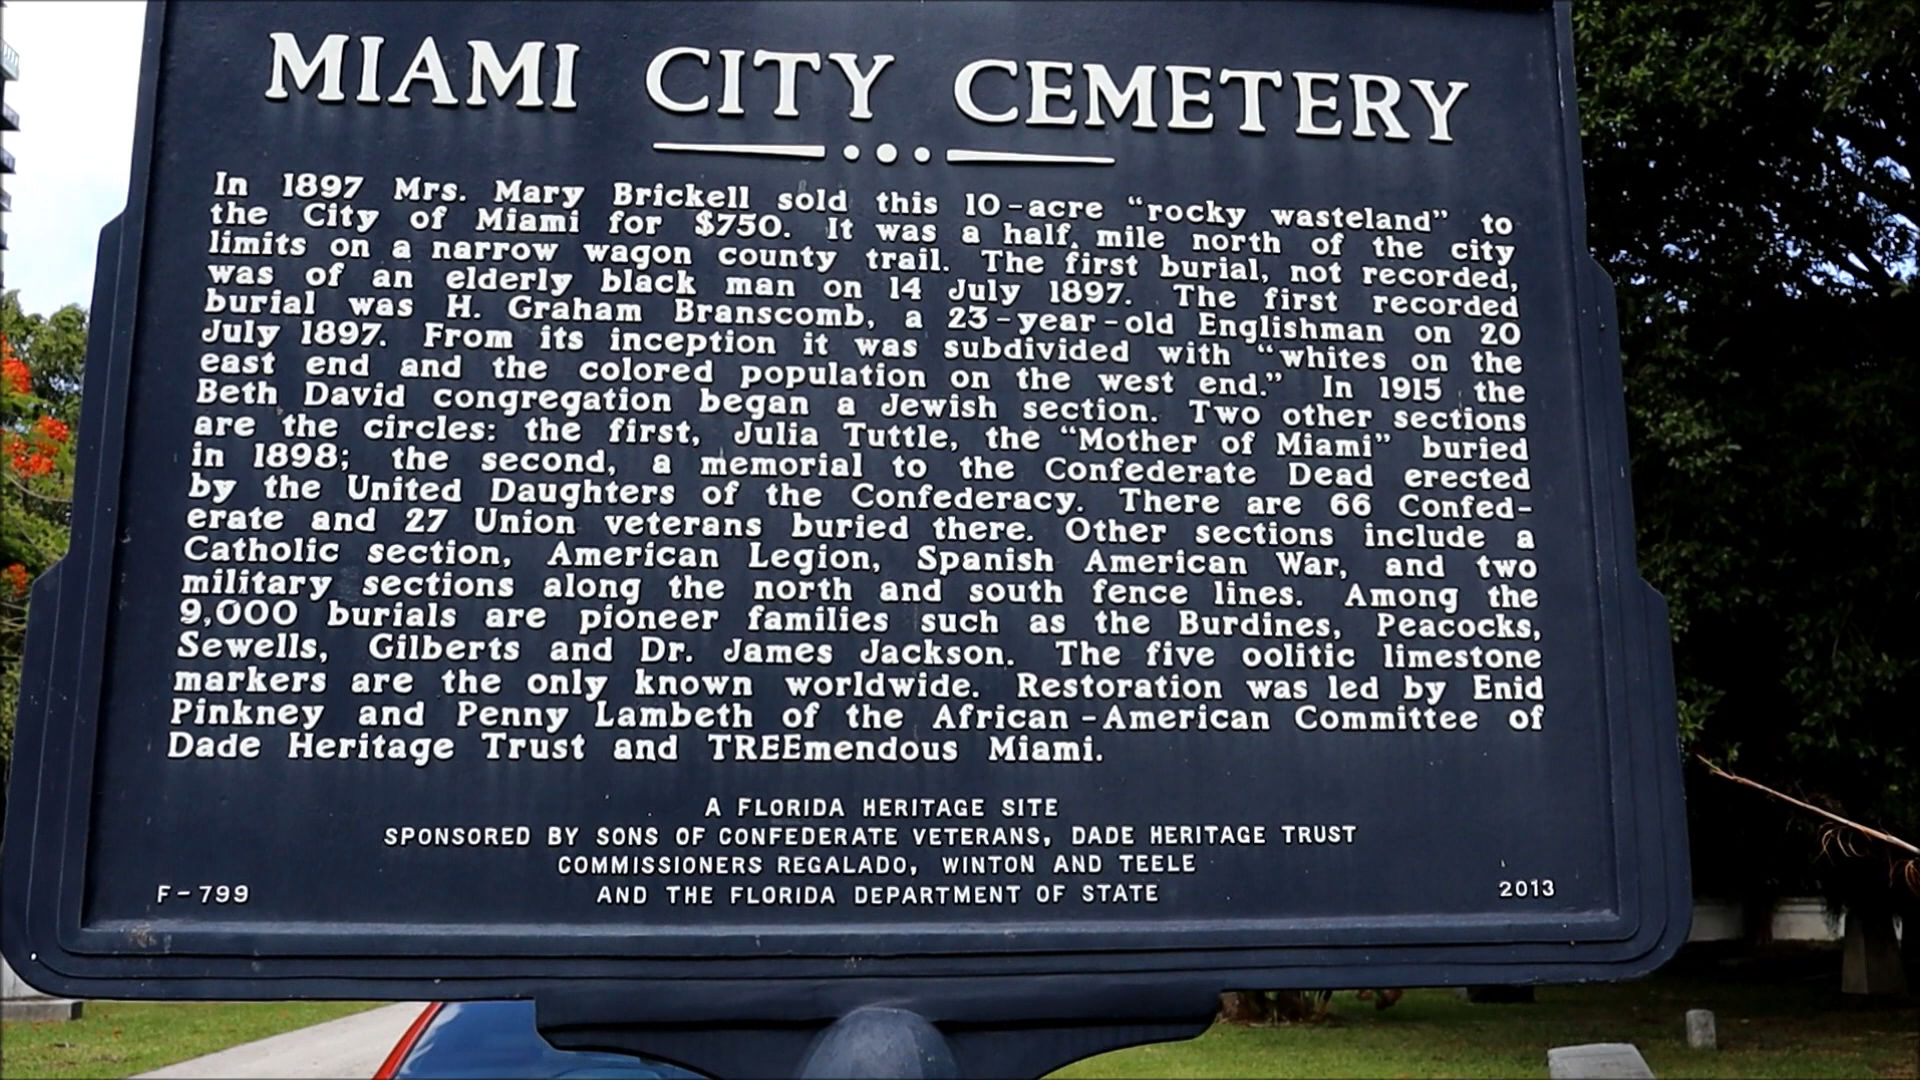 MIAMI CITY CEMETERY
In 1897 Mrs. Mary Brickell sold this 10-acre “rocky wasteland” to
the City of Miami for $750. It was a half mile north of the city
limits on a narrow wagon county trail. The first burial, not recorded,
was of an elderly black man on 14 July 1897. The first recorded
burial was H. Graham Branscomb, a 23-year-old Englishman on 20
July 1897. From its inception it was subdivided with “whites on the
east end and the colored population on the west end.” In 1915 the
Beth David congregation began a Jewish section. Two other sections
are the circles: the first, Julia Tuttle, the “Mother of Miami” buried
in 1898; the second, a memorial to the Confederate Dead erected
by the United Daughters of the Confederacy. There are 66 Confed-
erate and 27 Union veterans buried there. Other sections include a
Catholic section, American Legion, Spanish American War, and two
military sections along the north and south fence lines. Among the
9,000 burials are pioneer families such as the Burdines, Peacocks,
Sewells, Gilberts and Dr. James Jackson. The five oolitic limestone
markers are the only known worldwide. Restoration was led by Enid
Pinkney and Penny Lambeth of the African-American Committee of
Dade Heritage Trust and TREEmendous Miami.
A FLORIDA HERITAGE SITE
SPONSORED BY SONS OF CONFEDERATE VETERANS, DADE HERITAGE TRUST
COMMISSIONERS REGALADO, WINTON AND TEELE
AND THE FLORIDA DEPARTMENT OF STATE
F-799
2013